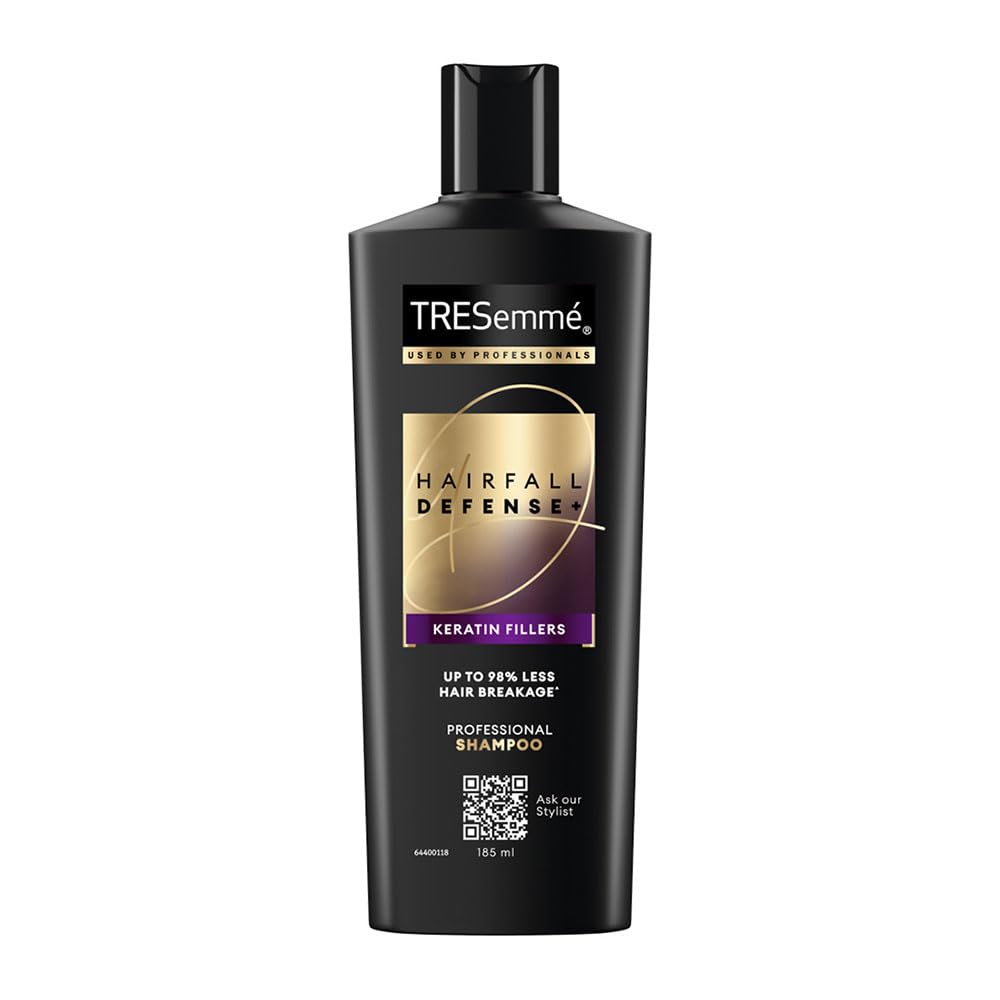 TRESemmé®
USED BY PROFESSIONALS
HAIRFALL
DEFENSE+
KERATIN FILLERS
UP TO 98% LESS
HAIR BREAKAGE^
PROFESSIONAL
SHAMPOO
Ask our
Stylist
64400118
185 ml